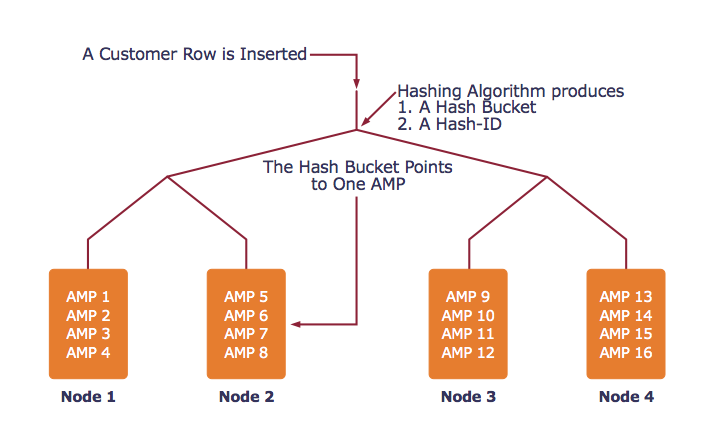 A Customer Row is Inserted
Hashing Algorithm produces
1. A Hash Bucket
2. A Hash-ID
The Hash Bucket Points
to One AMP
AMP 1
AMP 2
AMP 3
AMP 4
Node 1
AMP 5
AMP 6
AMP 7
AMP 8
Node 2
AMP 9
AMP 10
AMP 11
AMP 12
Node 3
AMP 13
AMP 14
AMP 15
AMP 16
Node 4